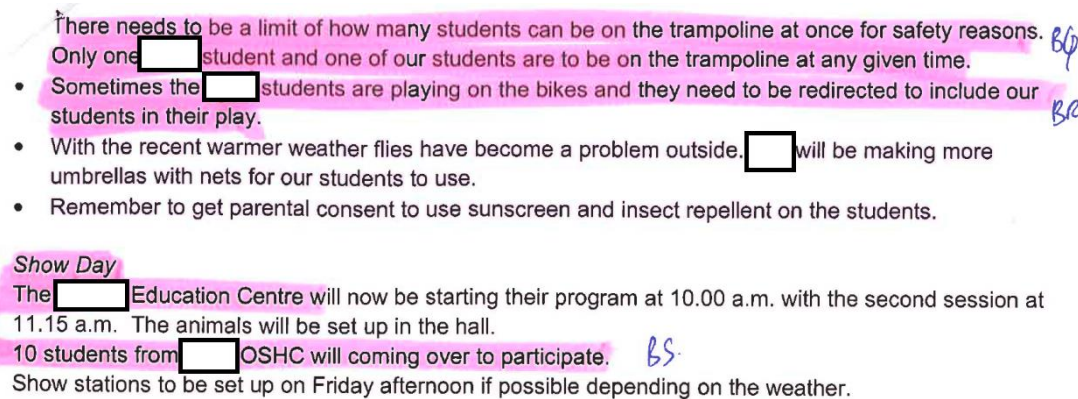 There needs to be a limit of how many students can be on the trampoline at once for safety reasons. BQ
Only one student and one of our students are to be on the trampoline at any given time.
• Sometimes the students are playing on the bikes and they need to be redirected to include our BR
students in their play.
• With the recent warmer weather flies have become a problem outside. will be making more
umbrellas with nets for our students to use.
• Remember to get parental consent to use sunscreen and insect repellent on the students.
Show Day
The Education Centre will now be starting their program at 10.00 a.m. with the second session at
11.15 a.m. The animals will be set up in the hall.
10 students from OSHC will coming over to participate. BS.
Show stations to be set up on Friday afternoon if possible depending on the weather.